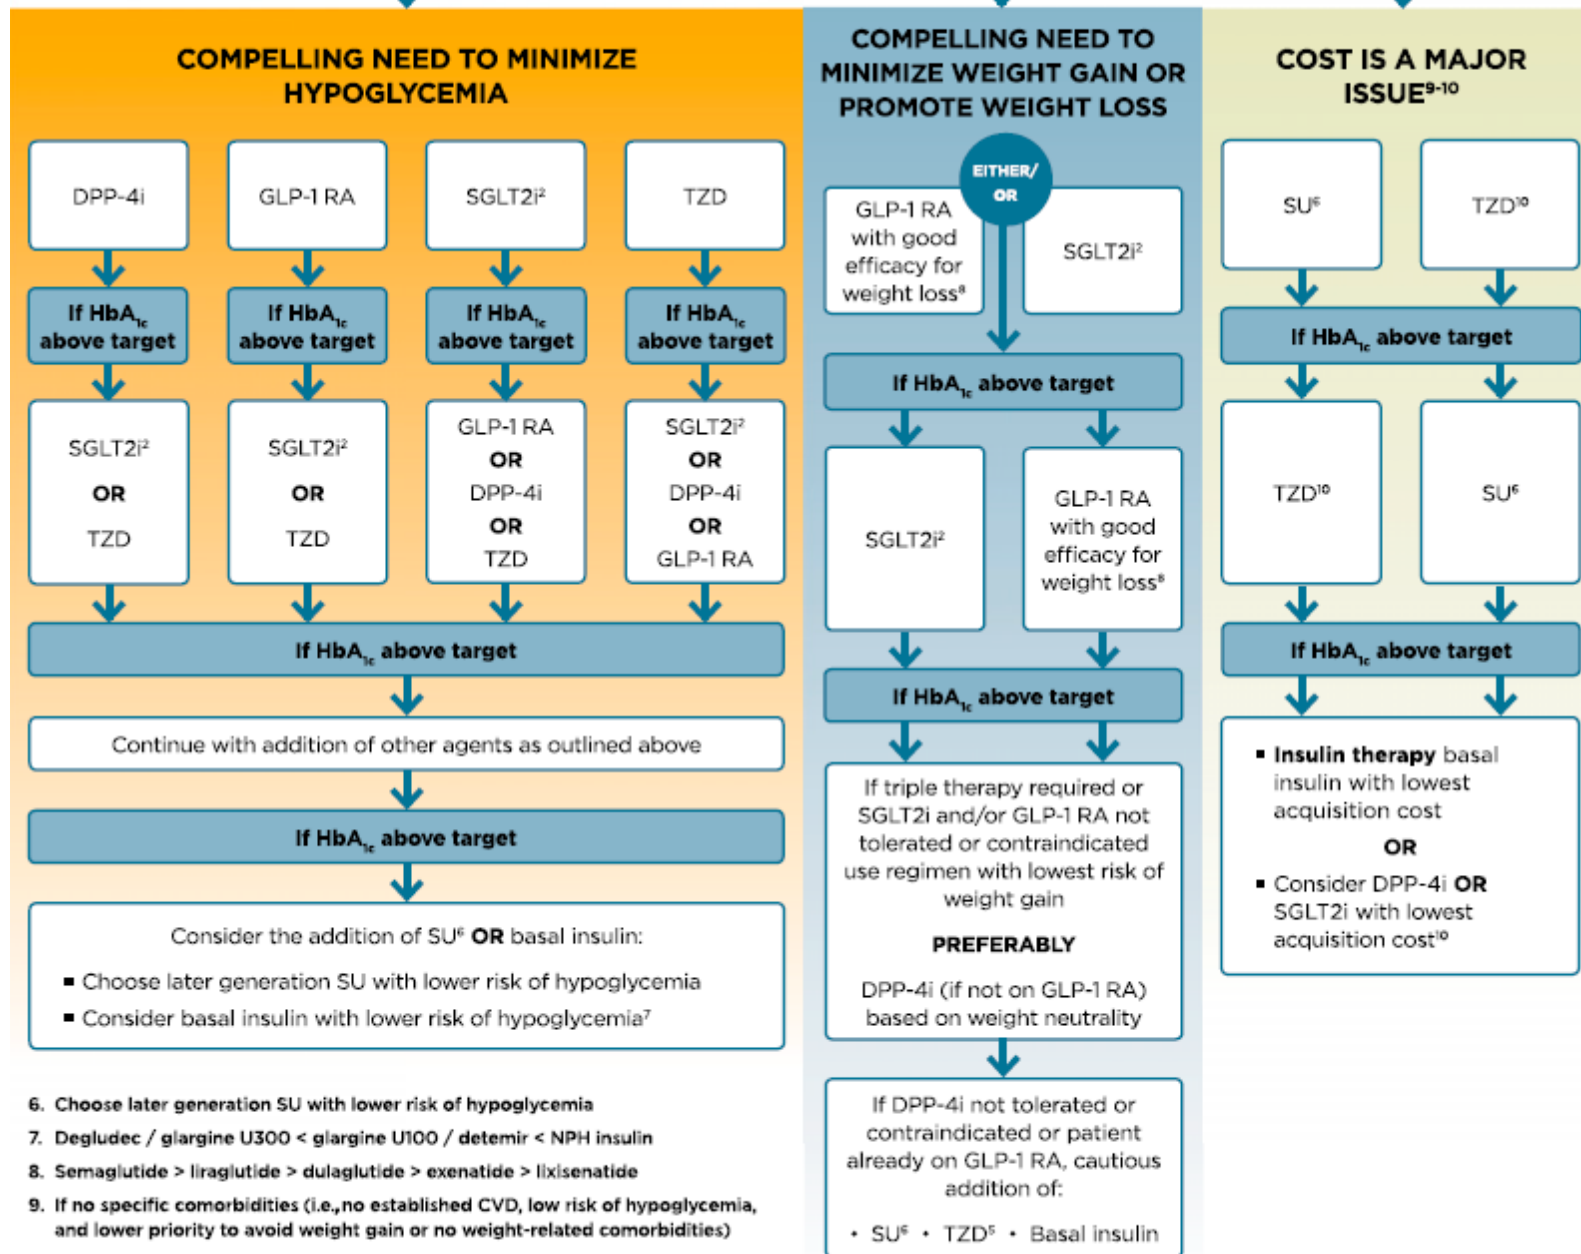 COMPELLING NEED TO MINIMIZE
HYPOGLYCEMIA
DPP-4i
GLP-1 RA
SGLT2i²
TZD
If HbA₁c
above target
If HbA₁c
above target
If HbA₁c
above target
If HbA₁c
above target
SGLT2i²
OR
TZD
SGLT2i²
OR
TZD
GLP-1 RA
OR
DPP-4i
OR
TZD
SGLT2i²
OR
DPP-4i
OR
GLP-1 RA
If HbA₁c above target
Continue with addition of other agents as outlined above
If HbA₁c above target
Consider the addition of SU⁶ OR basal insulin:
▪ Choose later generation SU with lower risk of hypoglycemia
▪ Consider basal insulin with lower risk of hypoglycemia⁷
COMPELLING NEED TO
MINIMIZE WEIGHT GAIN OR
PROMOTE WEIGHT LOSS
EITHER/
OR
GLP-1 RA
with good
efficacy for
weight loss⁸
SGLT2i²
If HbA₁c above target
SGLT2i²
GLP-1 RA
with good
efficacy for
weight loss⁸
If HbA₁c above target
If triple therapy required or
SGLT2i and/or GLP-1 RA not
tolerated or contraindicated
use regimen with lowest risk of
weight gain
PREFERABLY
DPP-4i (if not on GLP-1 RA)
based on weight neutrality
If DPP-4i not tolerated or
contraindicated or patient
already on GLP-1 RA, cautious
addition of:
• SU⁶ • TZD⁵ • Basal insulin
COST IS A MAJOR
ISSUE⁹⁻¹⁰
SU⁶
TZD¹⁰
If HbA₁c above target
TZD¹⁰
SU⁶
If HbA₁c above target
▪ Insulin therapy basal
insulin with lowest
acquisition cost
OR
▪ Consider DPP-4i OR
SGLT2i with lowest
acquisition cost¹⁰
6. Choose later generation SU with lower risk of hypoglycemia
7. Degludec / glargine U300 < glargine U100 / detemir < NPH insulin
8. Semaglutide > liraglutide > dulaglutide > exenatide > lixisenatide
9. If no specific comorbidities (i.e., no established CVD, low risk of hypoglycemia,
and lower priority to avoid weight gain or no weight-related comorbidities)